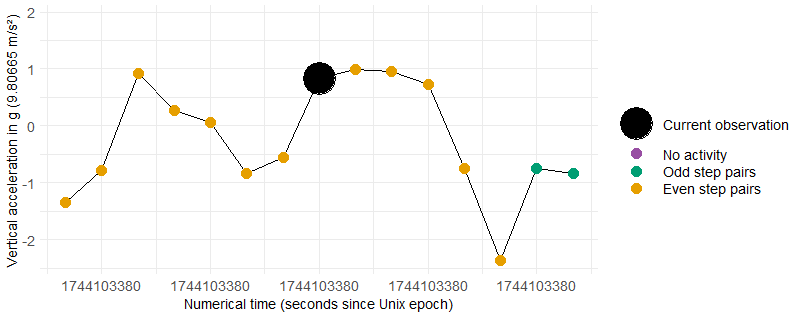 Vertical acceleration in g (9.80665 m/s²)
2
1
0
-1
-2
1744103380 1744103380 1744103380 1744103380 1744103380
Numerical time (seconds since Unix epoch)
Current observation
No activity
Odd step pairs
Even step pairs